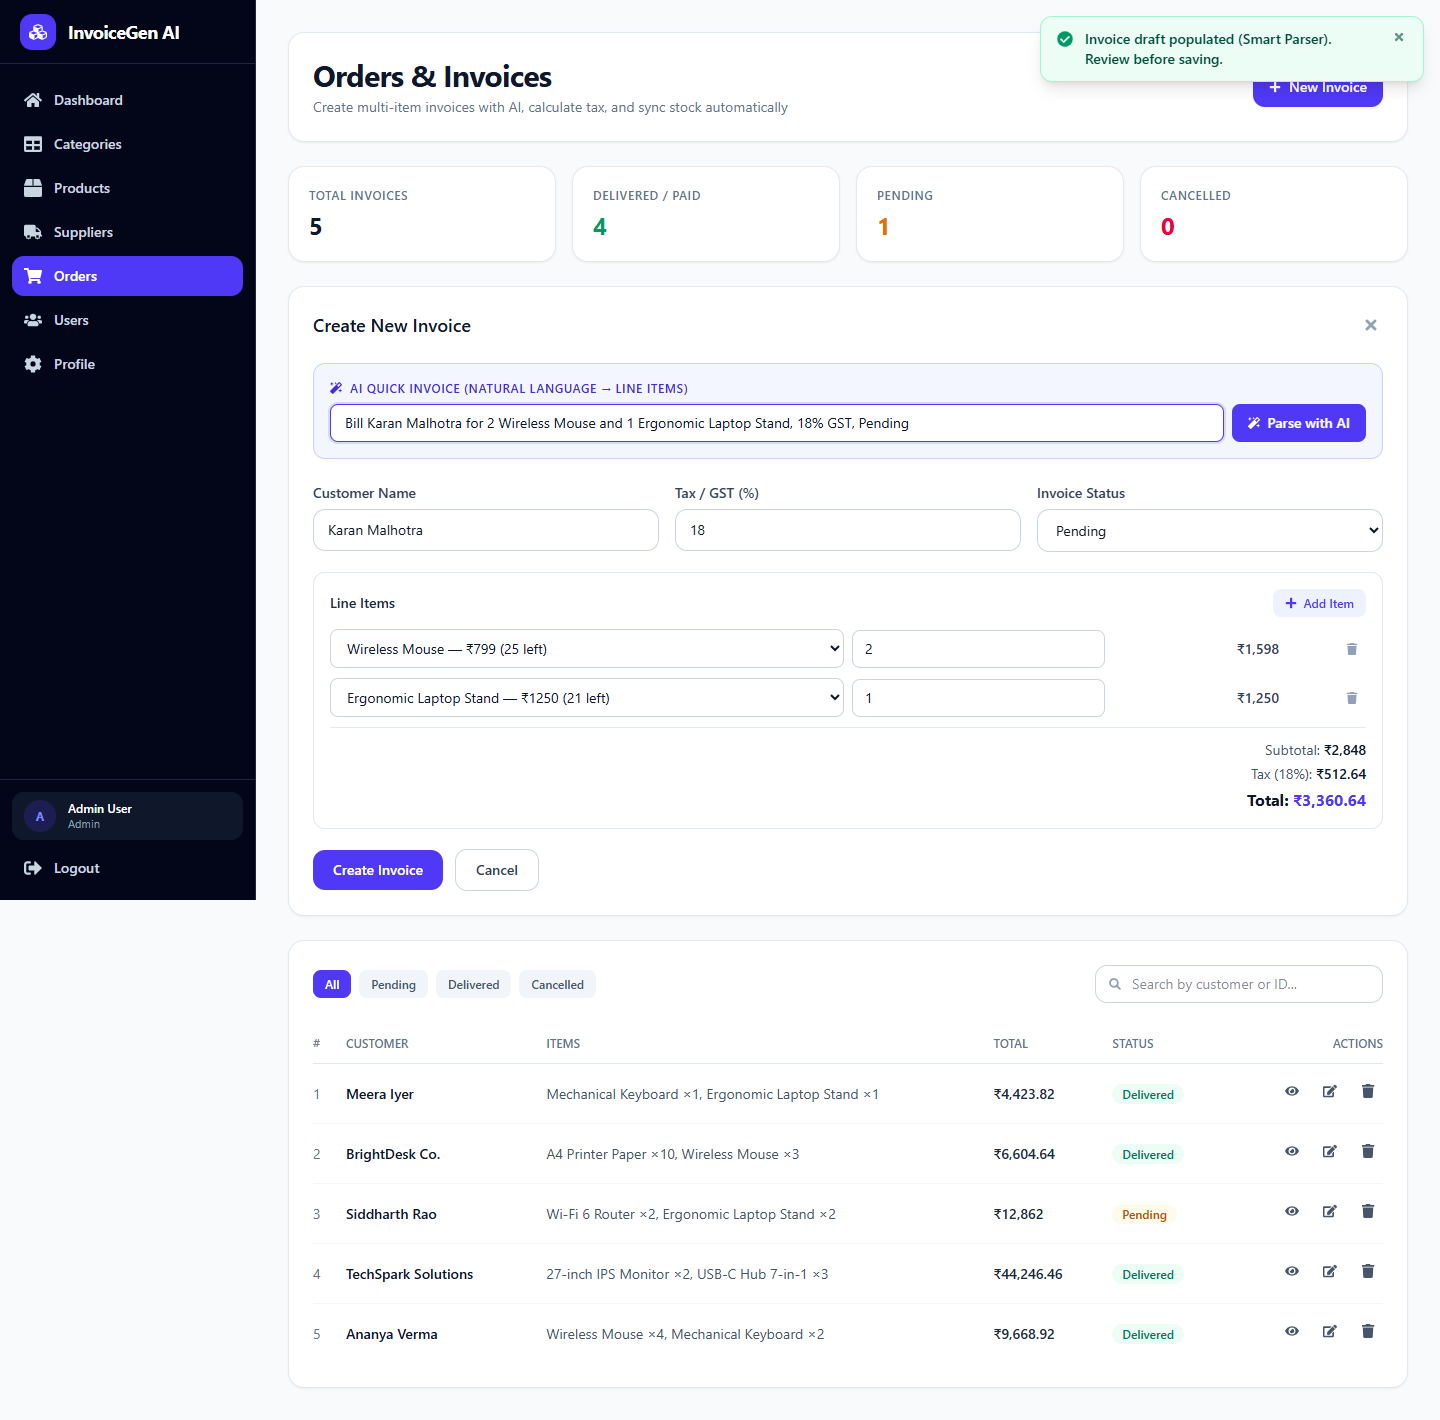 InvoiceGen AI
Dashboard
Categories
Products
Suppliers
Orders
Users
Profile
Admin User
A
Admin
Logout
Invoice draft populated (Smart Parser).
Review before saving.
Orders & Invoices
Create multi-item invoices with AI, calculate tax, and sync stock automatically
New Invoice
TOTAL INVOICES
5
DELIVERED / PAID
4
PENDING
1
CANCELLED
0
Create New Invoice
AI QUICK INVOICE (NATURAL LANGUAGE → LINE ITEMS)
Bill Karan Malhotra for 2 Wireless Mouse and 1 Ergonomic Laptop Stand, 18% GST, Pending
Parse with AI
Customer Name
Karan Malhotra
Tax / GST (%)
18
Invoice Status
Pending
Line Items
Add Item
Wireless Mouse — ₹799 (25 left) 2 ₹1,598
Ergonomic Laptop Stand — ₹1250 (21 left) 1 ₹1,250
Subtotal: ₹2,848
Tax (18%): ₹512.64
Total: ₹3,360.64
Create Invoice
Cancel
All Pending Delivered Cancelled
Search by customer or ID...
# CUSTOMER ITEMS TOTAL STATUS ACTIONS
1 Meera Iyer Mechanical Keyboard ×1, Ergonomic Laptop Stand ×1 ₹4,423.82 Delivered
2 BrightDesk Co. A4 Printer Paper ×10, Wireless Mouse ×3 ₹6,604.64 Delivered
3 Siddharth Rao Wi-Fi 6 Router ×2, Ergonomic Laptop Stand ×2 ₹12,862 Pending
4 TechSpark Solutions 27-inch IPS Monitor ×2, USB-C Hub 7-in-1 ×3 ₹44,246.46 Delivered
5 Ananya Verma Wireless Mouse ×4, Mechanical Keyboard ×2 ₹9,668.92 Delivered